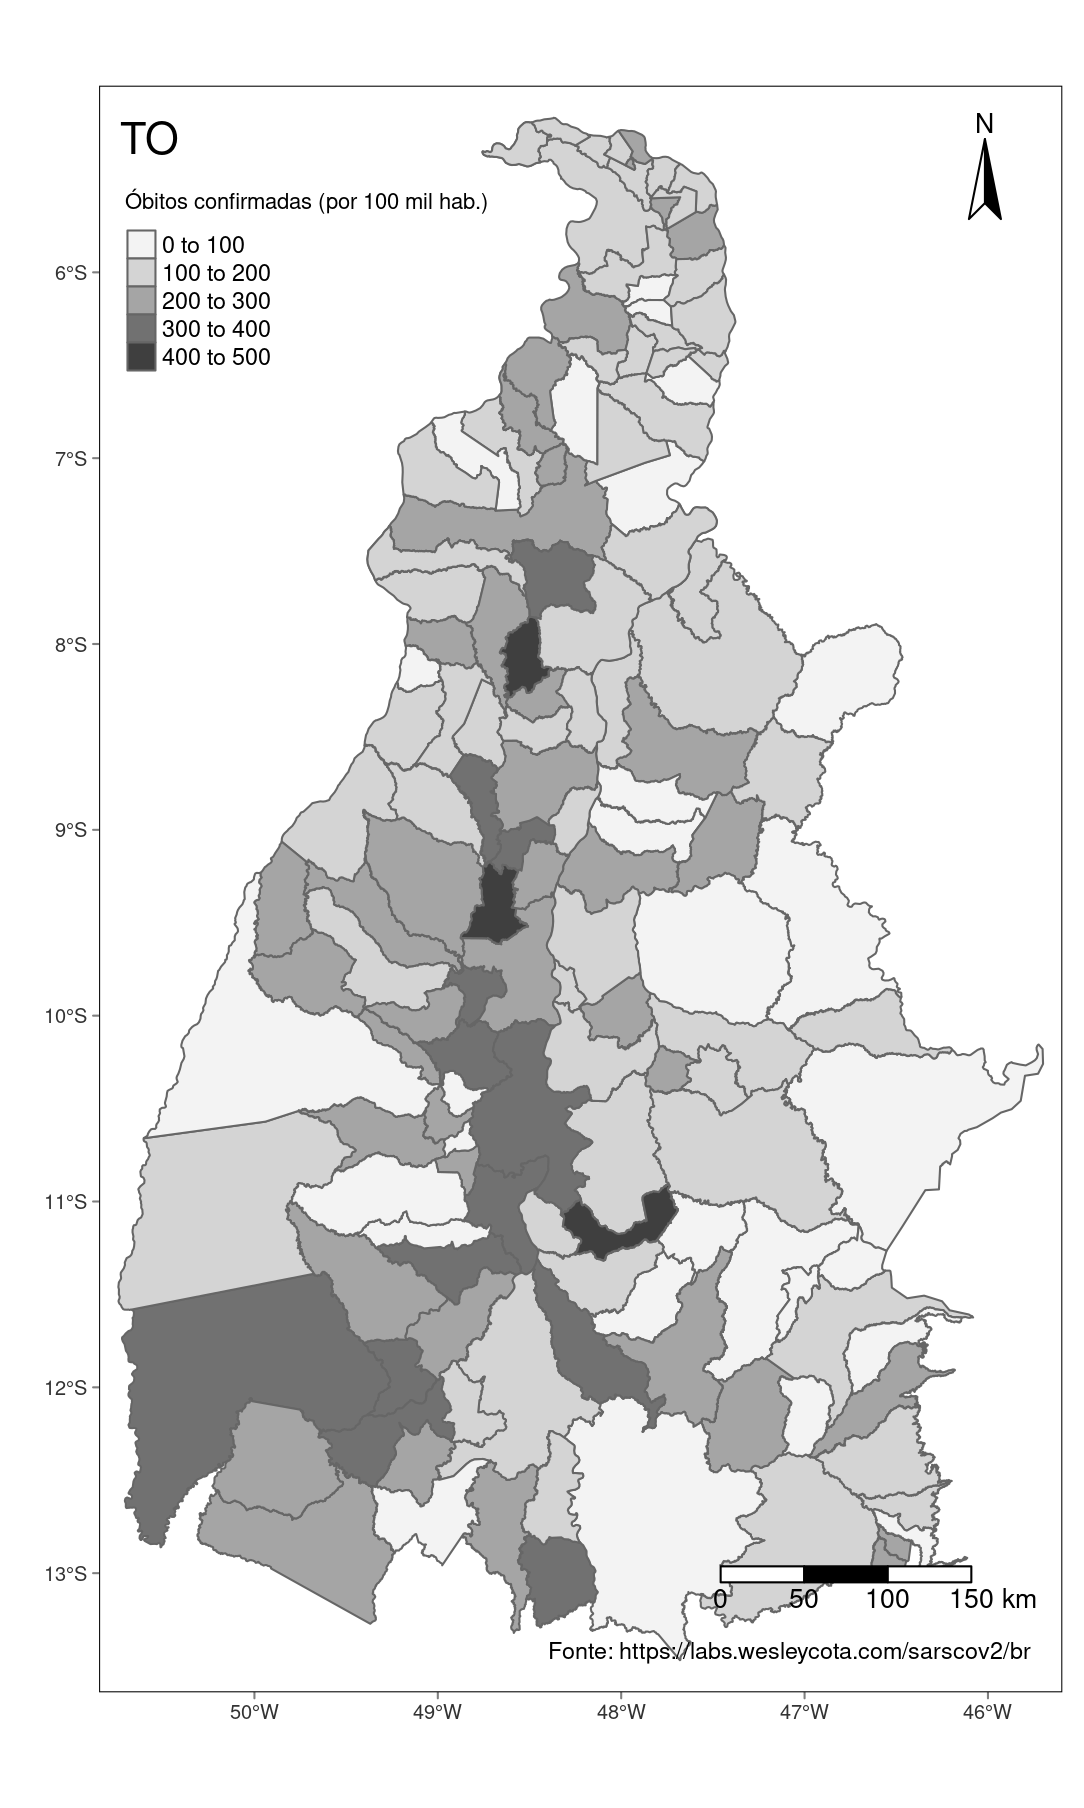 TO
N
Óbitos confirmadas (por 100 mil hab.)
0 to 100
100 to 200
200 to 300
300 to 400
400 to 500
6°S
7°S
8°S
9°S
10°S
11°S
12°S
13°S
0 50 100 150 km
Fonte: https://labs.wesleycota.com/sarscov2/br
50°W 49°W 48°W 47°W 46°W